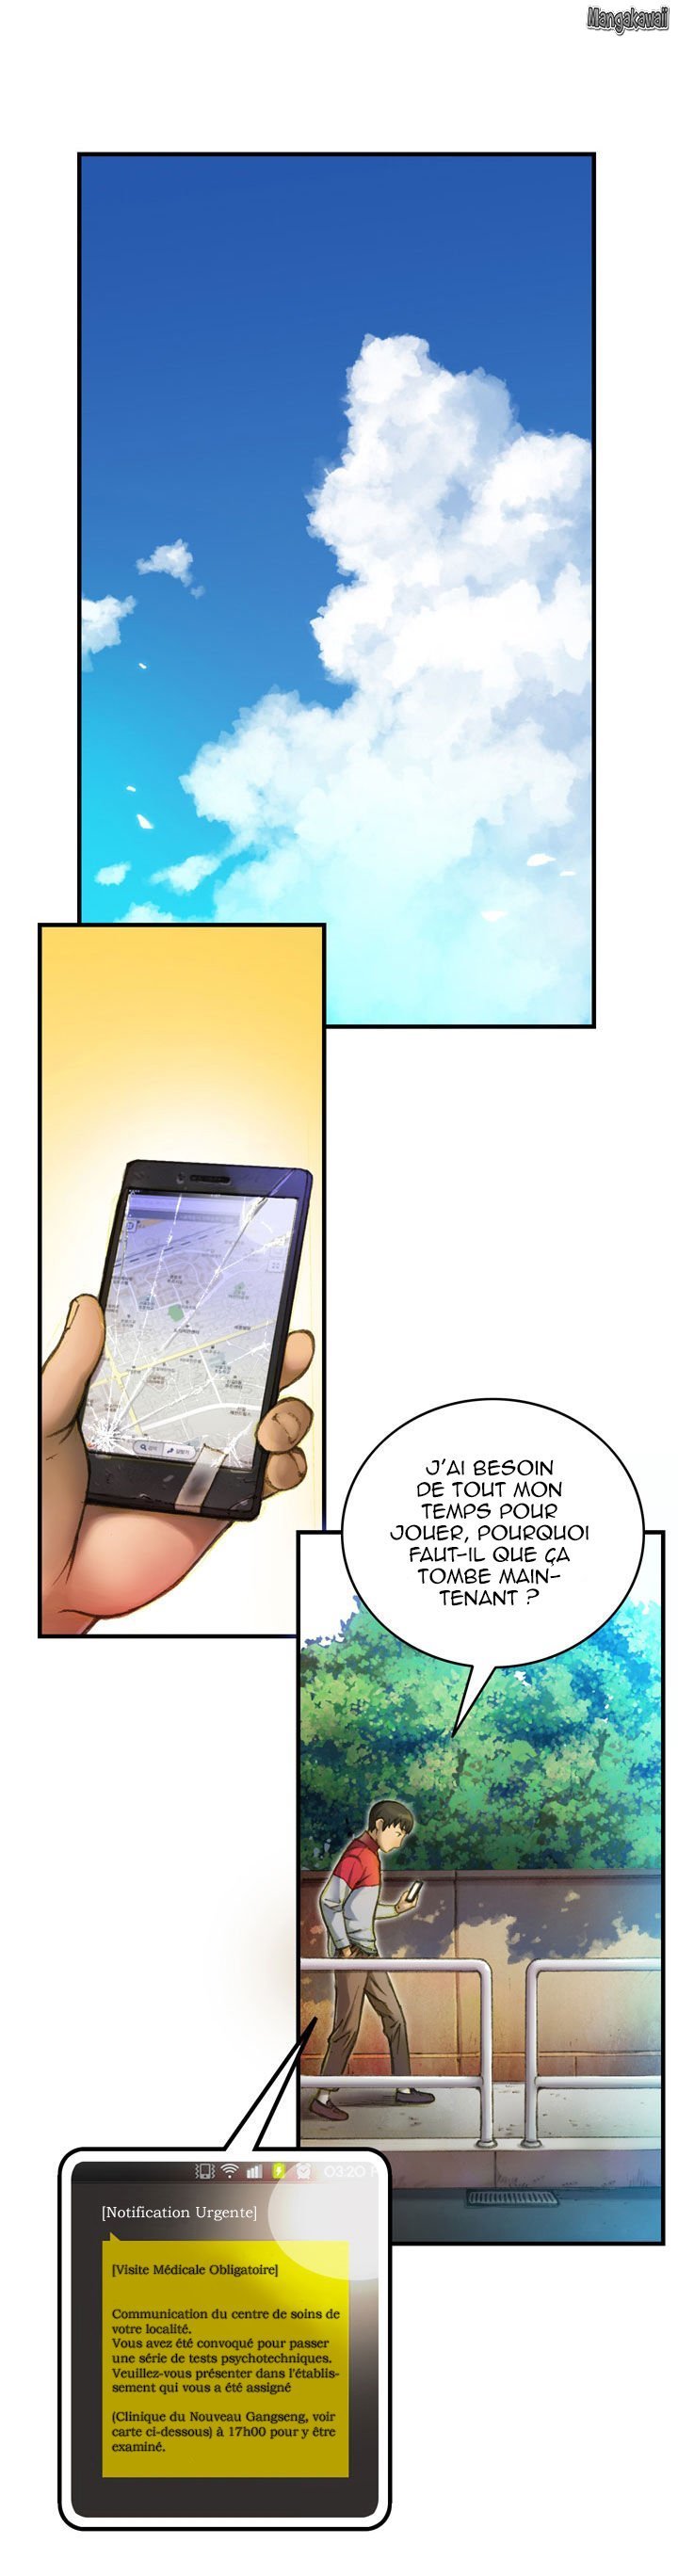 Mangakawaii
J'AI BESOIN
DE TOUT MON
TEMPS POUR
JOUER, POURQUOI
FAUT-IL QUE ÇA
TOMBE MAIN-
TENANT ?
03:20
[Notification Urgente]
[Visite Médicale Obligatoire]
Communication du centre de soins de
votre localité.
Vous avez été convoqué pour passer
une série de tests psychotechniques.
Veuillez-vous présenter dans l'établis-
sement qui vous a été assigné
(Clinique du Nouveau Gangseng, voir
carte ci-dessous) à 17h00 pour y être
examiné.